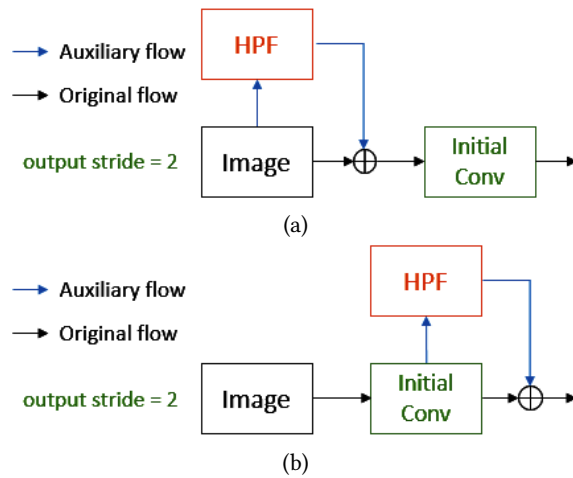 HPF
Auxiliary flow
Original flow
output stride = 2
Image
Initial
Conv
(a)
HPF
Auxiliary flow
Original flow
output stride = 2
Image
Initial
Conv
(b)